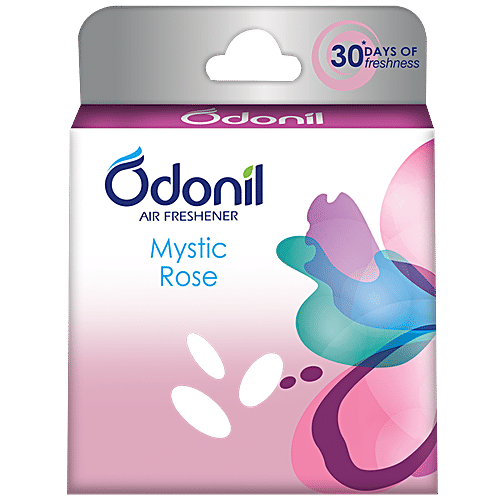 30* DAYS OF
freshness
Odonil
Odonil
AIR FRESHENER
Mystic
Rose